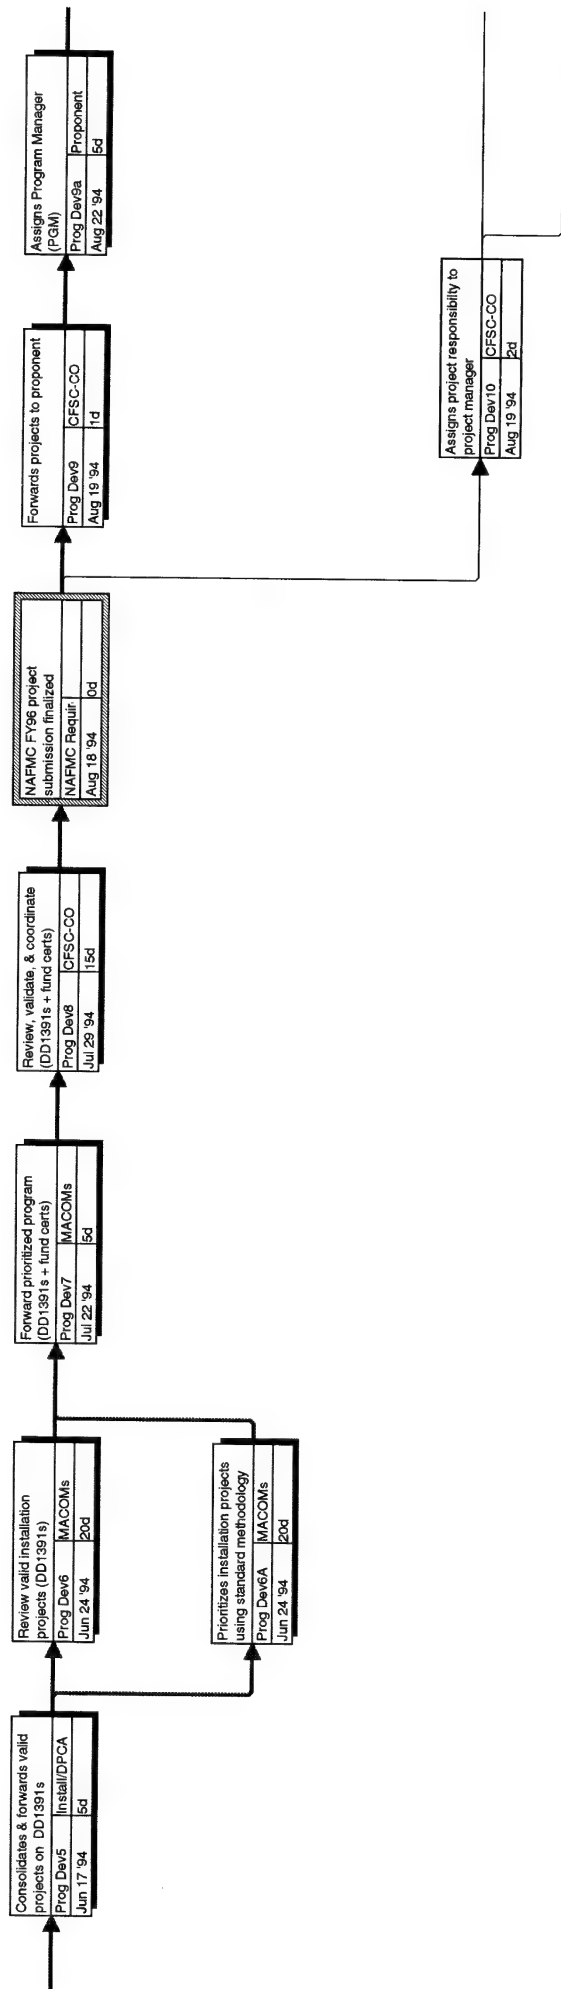 Consolidates & forwards valid
projects on DD1391s
Prog Dev5 Install/DPCA
Jun 17 '94 5d
Review valid installation
projects (DD1391s)
Prog Dev6 MACOMs
Jun 24 '94 20d
Prioritizes installation projects
using standard methodology
Prog Dev6A MACOMs
Jun 24 '94 20d
Forward prioritized program
(DD1391s + fund certs)
Prog Dev7 MACOMs
Jul 22 '94 5d
Review, validate, & coordinate
(DD1391s + fund certs)
Prog Dev8 CFSC-CO
Jul 29 '94 15d
NAFMC FY96 project
submission finalized
NAFMC Requir
Aug 18 '94 0d
Forwards projects to proponent
Prog Dev9 CFSC-CO
Aug 19 '94 1d
Assigns Program Manager
(PGM)
Prog Dev9a Proponent
Aug 22 '94 5d
Assigns project responsibilty to
project manager
Prog Dev10 CFSC-CO
Aug 19 '94 2d